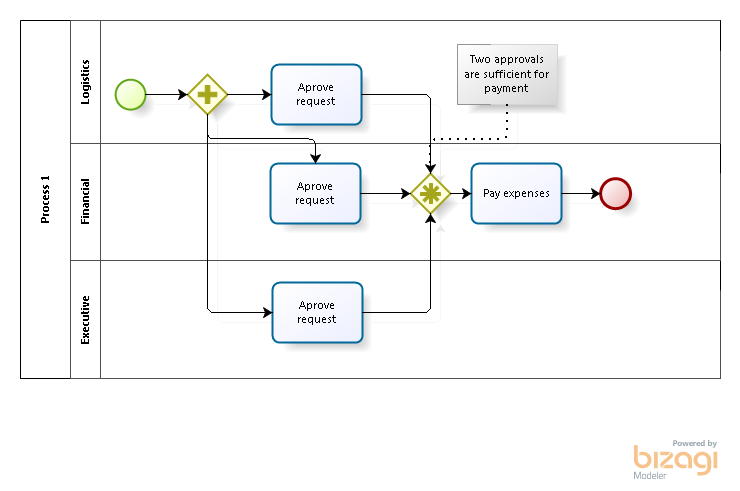 Process 1
Logistics
Financial
Executive
Aprove
request
Two approvals
are sufficient for
payment
Aprove
request
Pay expenses
Aprove
request
Powered by
bizagi
Modeler